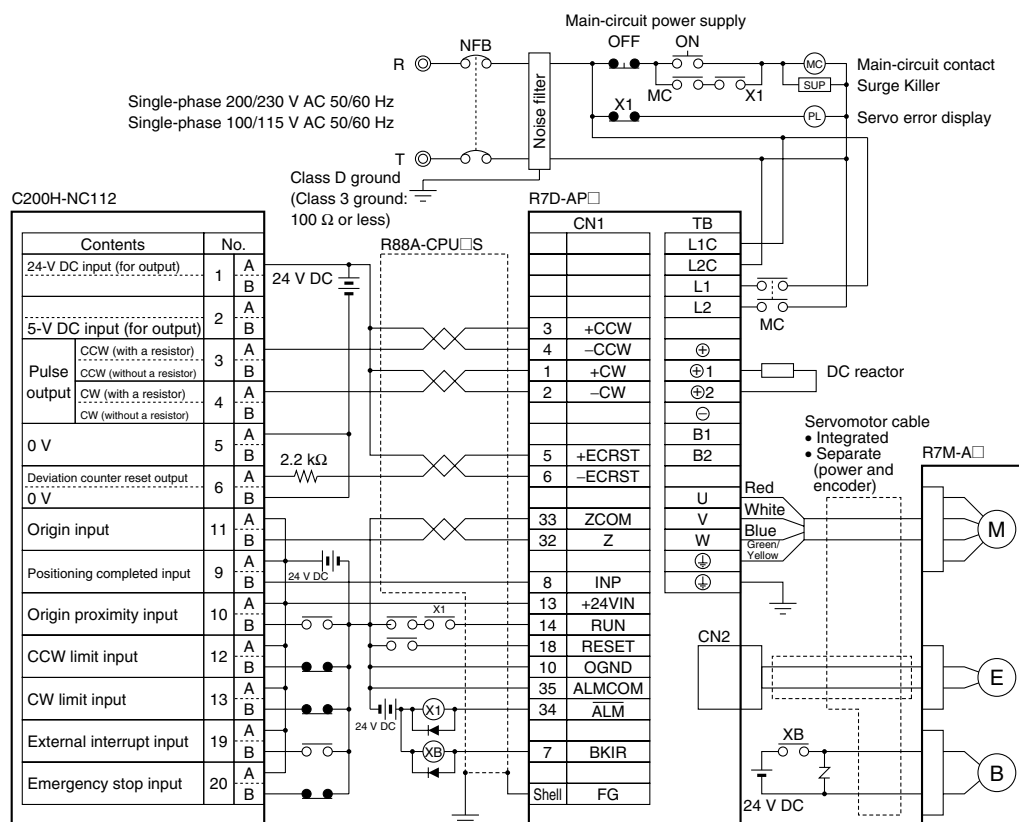 Main-circuit power supply
NFB
OFF ON
R
MC
Main-circuit contact
MC X1
SUP
Surge Killer
Single-phase 200/230 V AC 50/60 Hz
Single-phase 100/115 V AC 50/60 Hz
Noise filter
X1
PL
Servo error display
T
Class D ground
(Class 3 ground:
100 Ω or less)
C200H-NC112
R7D-AP□
CN1 TB
Contents No.
R88A-CPU□S
L1C
24-V DC input (for output) 1 A
B
24 V DC
L2C
L1
2 A
L2
MC
5-V DC input (for output) B
3 +CCW
Pulse output
CCW (with a resistor) 3 A
4 −CCW ⊕
CCW (without a resistor) B
1 +CW ⊕1
DC reactor
CW (with a resistor) 4 A
2 −CW ⊕2
CW (without a resistor) B
⊖
0 V 5 A
B
B1
5 +ECRST B2
Servomotor cable
• Integrated
• Separate
(power and
encoder)
R7M-A□
Deviation counter reset output 6 A
2.2 kΩ
6 −ECRST
0 V B
U
Red
Origin input 11 A
B
33 ZCOM V
White
32 Z W
Blue
Green/
Yellow
M
Positioning completed input 9 A
B
24 V DC
8 INP
Origin proximity input 10 A
B
X1
13 +24VIN
14 RUN
CCW limit input 12 A
B
18 RESET
10 OGND
CN2
E
CW limit input 13 A
B
35 ALMCOM
24 V DC
X1
34 ALM
External interrupt input 19 A
B
XB
7 BKIR
XB
Emergency stop input 20 A
B
Shell FG
24 V DC
B